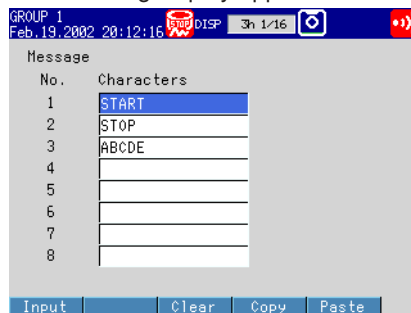 GROUP 1
Feb.19.2002 20:12:16 STOP DISP 3h 1/16
Message
No. Characters
1 START
2 STOP
3 ABCDE
4
5
6
7
8
Input Clear Copy Paste